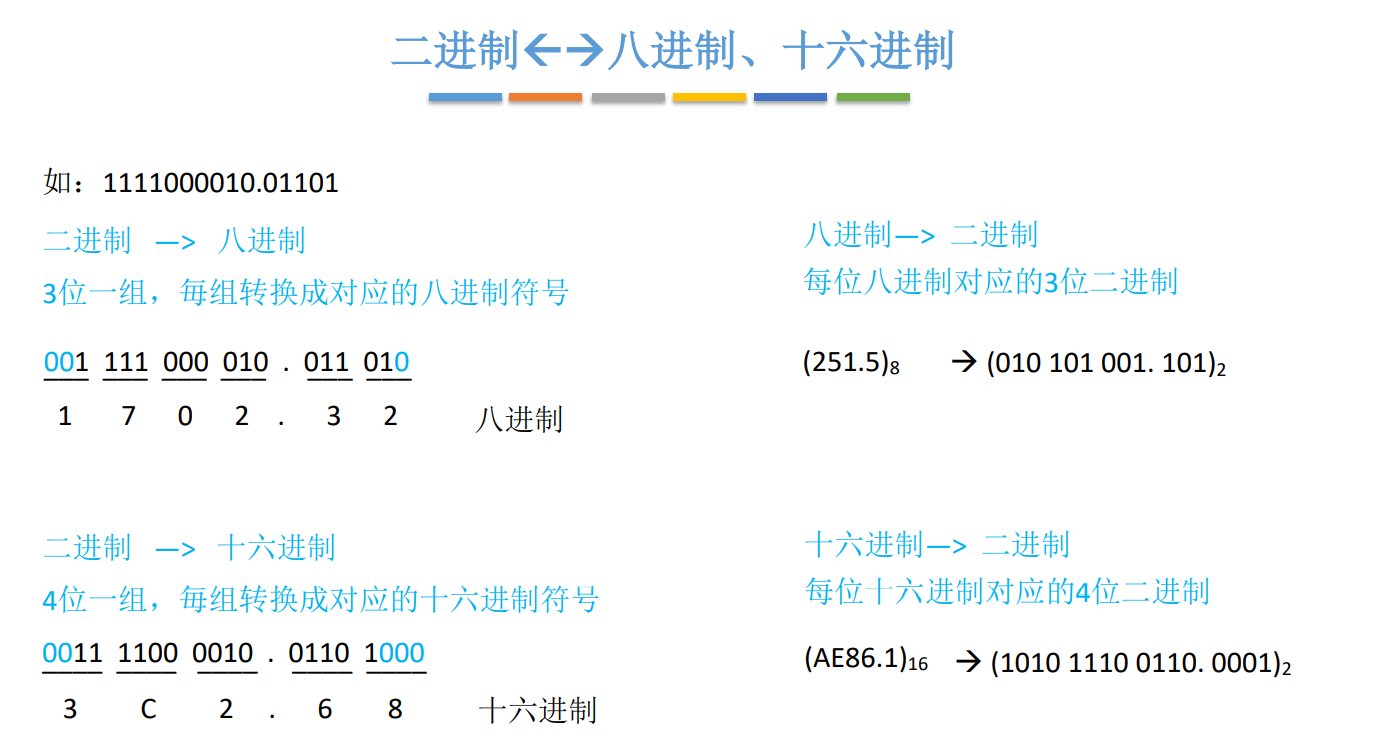 二进制←→八进制、十六进制
如：1111000010.01101
二进制 —> 八进制
3位一组，每组转换成对应的八进制符号
001 111 000 010 . 011 010
1 7 0 2 . 3 2 八进制
二进制 —> 十六进制
4位一组，每组转换成对应的十六进制符号
0011 1100 0010 . 0110 1000
3 C 2 . 6 8 十六进制
八进制—> 二进制
每位八进制对应的3位二进制
(251.5)8 → (010 101 001. 101)2
十六进制—> 二进制
每位十六进制对应的4位二进制
(AE86.1)16 → (1010 1110 0110. 0001)2